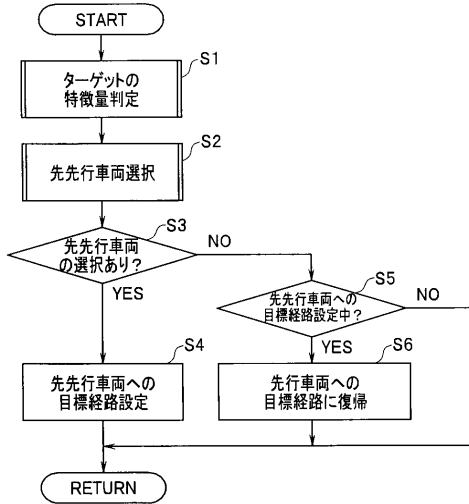 START
S1
ターゲットの
特徴量判定
S2
先先行車両選択
S3
先先行車両
の選択あり?
NO
YES
S5
先先行車両への
目標経路設定中?
NO
YES
S4
先先行車両への
目標経路設定
S6
先行車両への
目標経路に復帰
RETURN